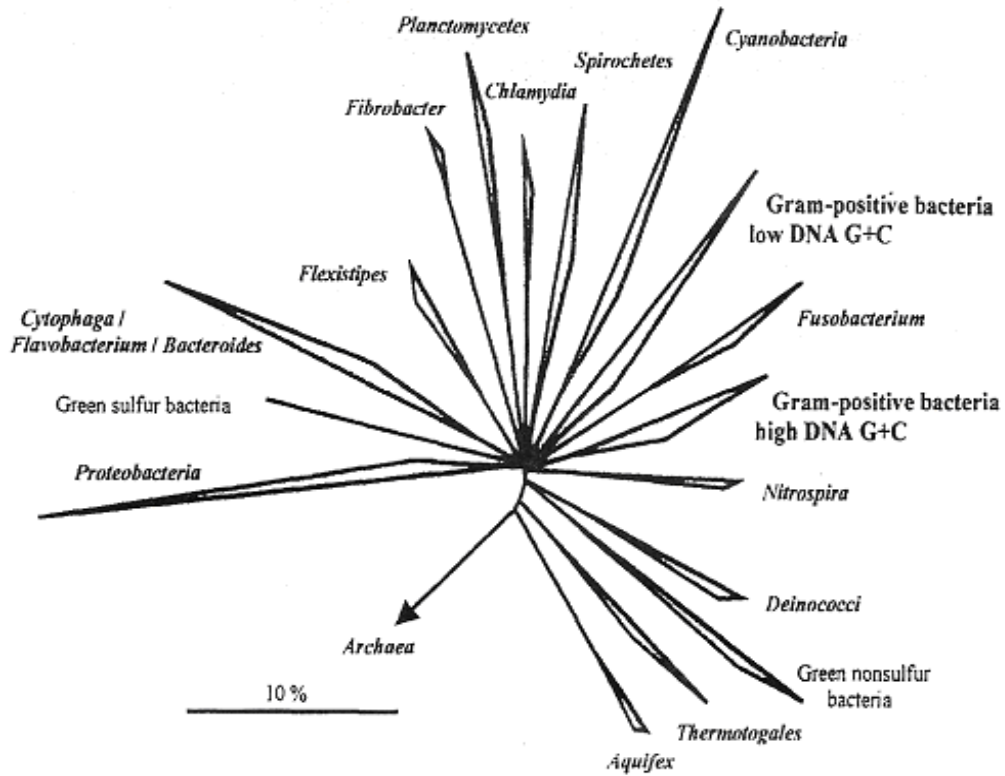 Planctomycetes
Cyanobacteria
Spirochetes
Chlamydia
Fibrobacter
Gram-positive bacteria
low DNA G+C
Flexistipes
Cytophaga /
Flavobacterium / Bacteroides
Fusobacterium
Green sulfur bacteria
Gram-positive bacteria
high DNA G+C
Proteobacteria
Nitrospira
Deinococci
Archaea
Green nonsulfur
bacteria
10 %
Thermotogales
Aquifex